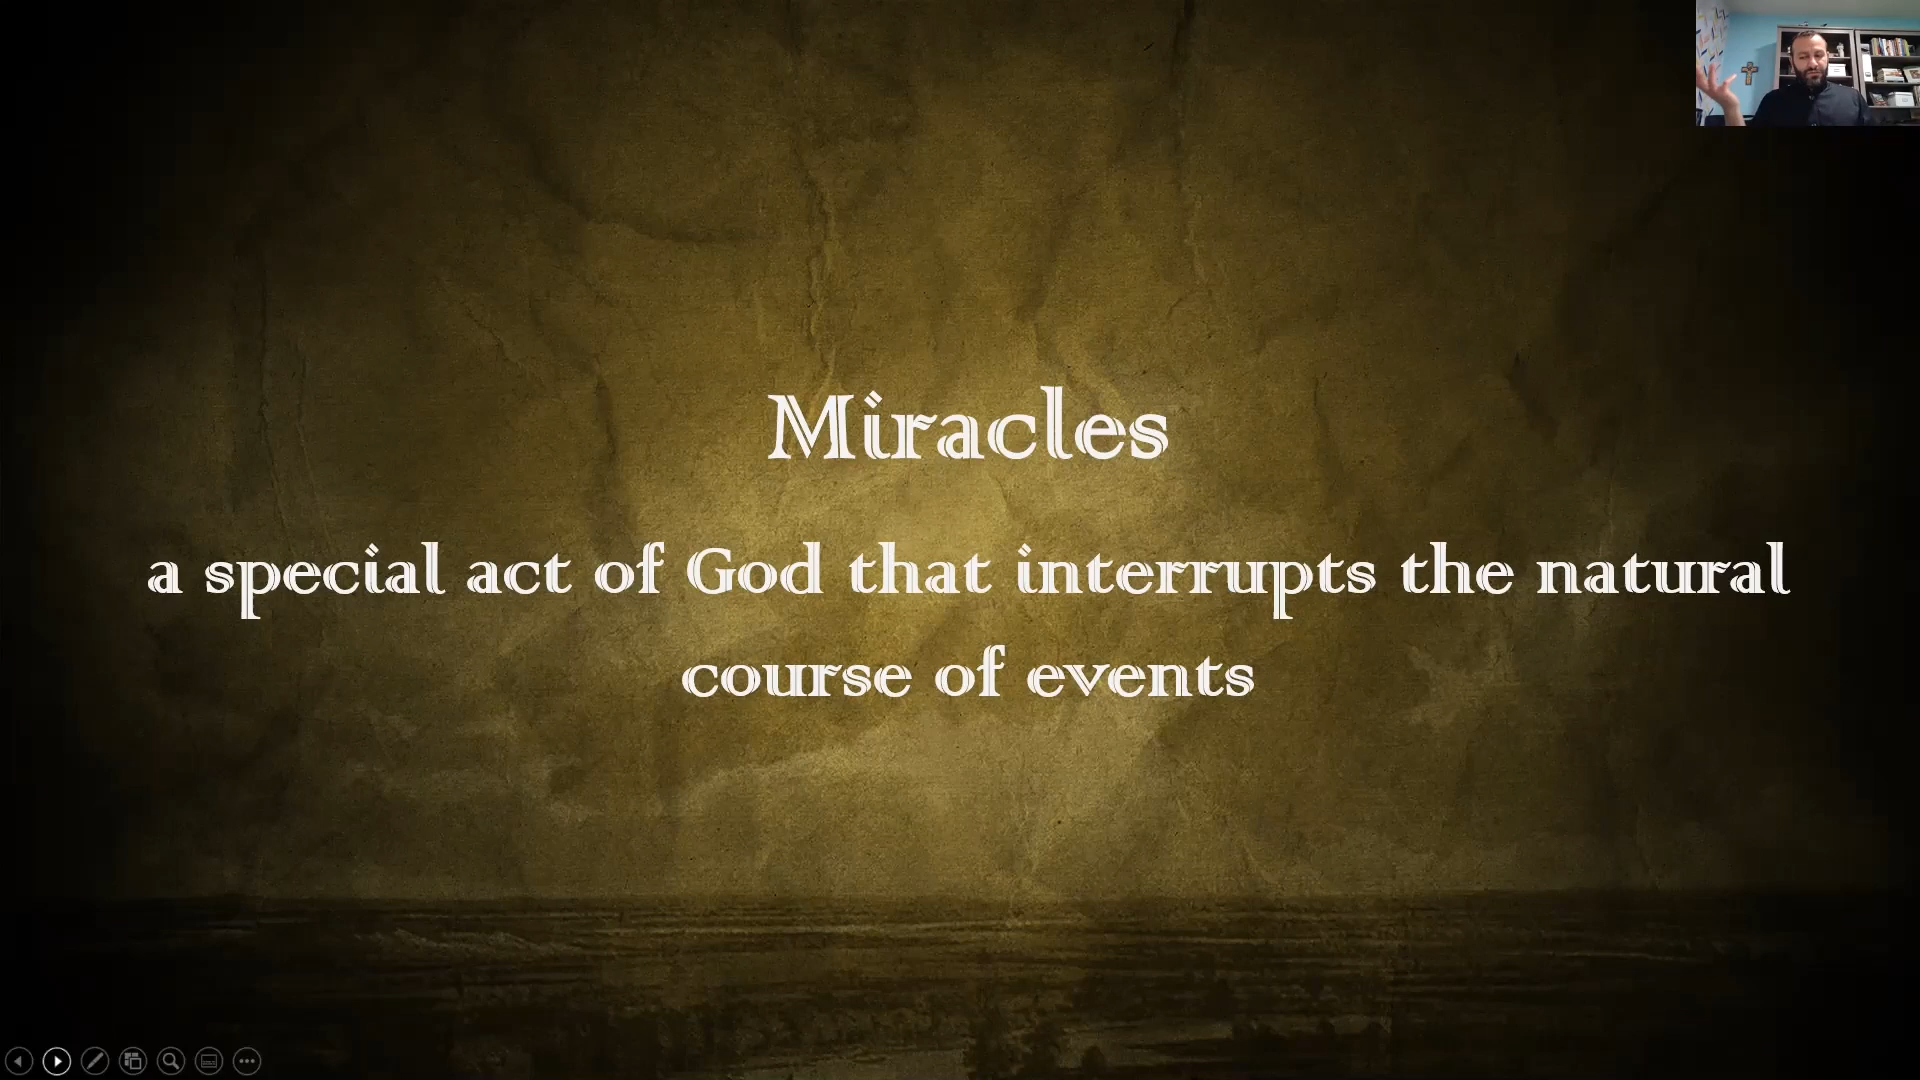 Miracles
a special act of God that interrupts the natural
course of events